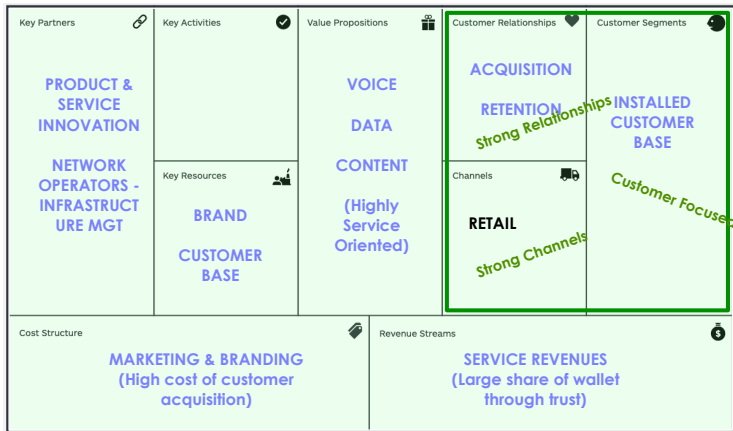 Key Partners
PRODUCT &
SERVICE
INNOVATION
NETWORK
OPERATORS -
INFRASTRUCT
URE MGT
Key Activities
Key Resources
BRAND
CUSTOMER
BASE
Value Propositions
VOICE
DATA
CONTENT
(Highly
Service
Oriented)
Customer Relationships
ACQUISITION
RETENTION
Strong Relationships
Channels
RETAIL
Strong Channels
Customer Segments
INSTALLED
CUSTOMER
BASE
Customer Focused
Cost Structure
MARKETING & BRANDING
(High cost of customer
acquisition)
Revenue Streams
$
SERVICE REVENUES
(Large share of wallet
through trust)